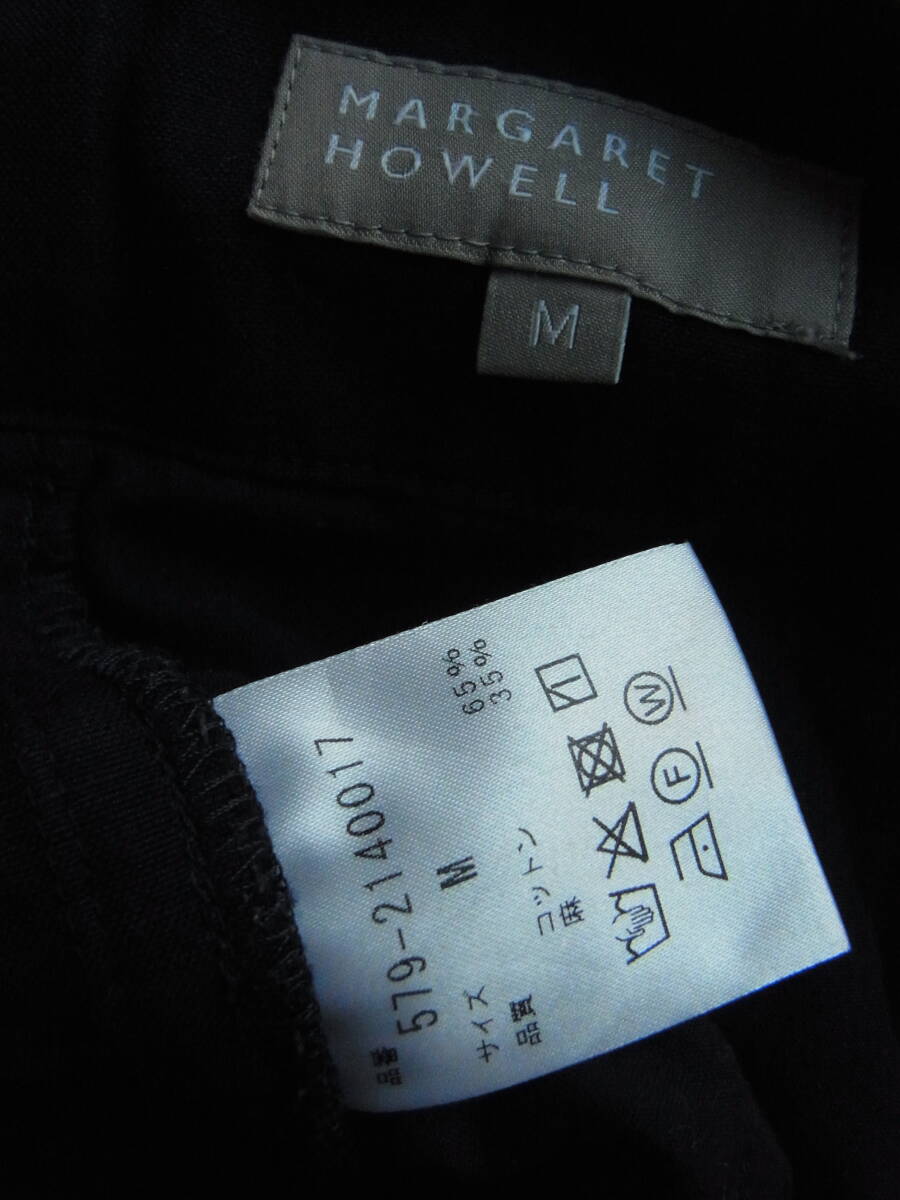 MARGARET
HOWELL
M
品番
579-2140017
サイズ M
品質 コットン 65%
麻 35%
F W